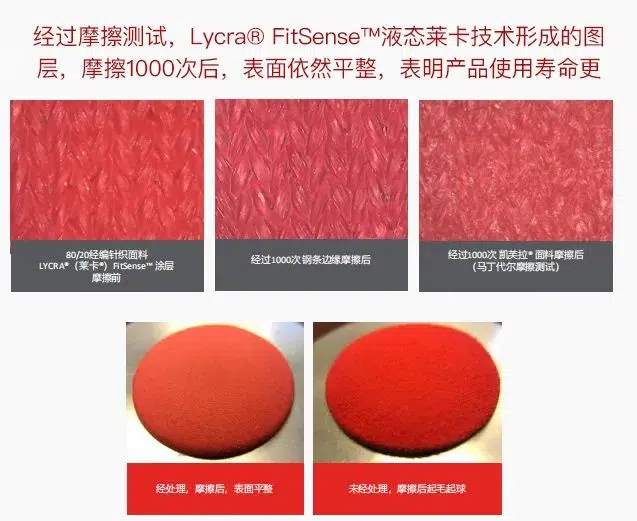 经过摩擦测试，Lycra® FitSense™液态莱卡技术形成的图
层，摩擦1000次后，表面依然平整，表明产品使用寿命更
80/20经编针织面料
LYCRA®（莱卡®）FitSense™ 涂层
摩擦前
经过1000次 钢条边缘摩擦后
经过1000次 凯芙拉® 面料摩擦后
（马丁代尔摩擦测试）
经处理，摩擦后，表面平整
未经处理，摩擦后起毛起球